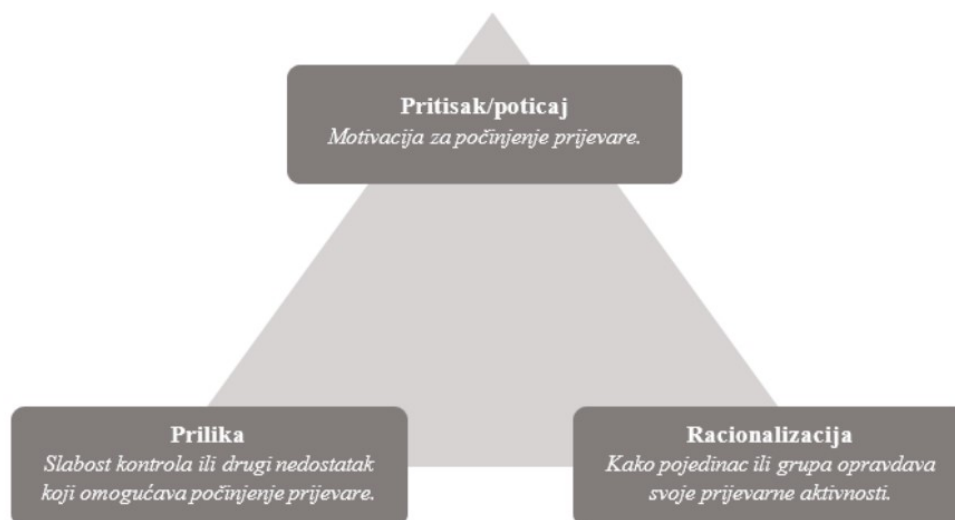 Pritisak/poticaj
Motivacija za počinjenje prijevare.
Prilika
Slabost kontrola ili drugi nedostatak
koji omogućava počinjenje prijevare.
Racionalizacija
Kako pojedinac ili grupa opravdava
svoje prijevarne aktivnosti.